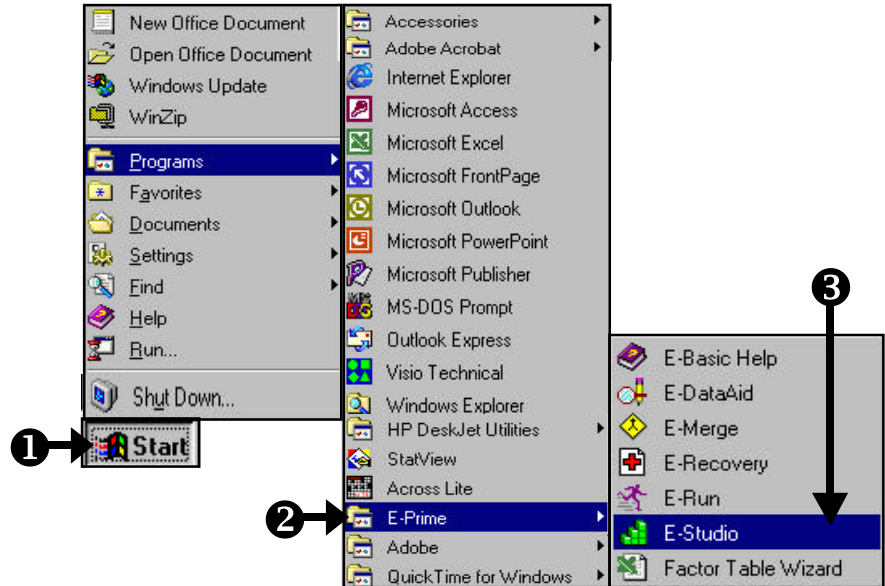 New Office Document
Open Office Document
Windows Update
WinZip
Programs
Favorites
Documents
Settings
Find
Help
Run...
Shut Down...
1
Start
Accessories
Adobe Acrobat
Internet Explorer
Microsoft Access
Microsoft Excel
Microsoft FrontPage
Microsoft Outlook
Microsoft PowerPoint
Microsoft Publisher
MS-DOS Prompt
Outlook Express
Visio Technical
Windows Explorer
HP DeskJet Utilities
StatView
Across Lite
2
E-Prime
Adobe
QuickTime for Windows
3
E-Basic Help
E-DataAid
E-Merge
E-Recovery
E-Run
E-Studio
Factor Table Wizard